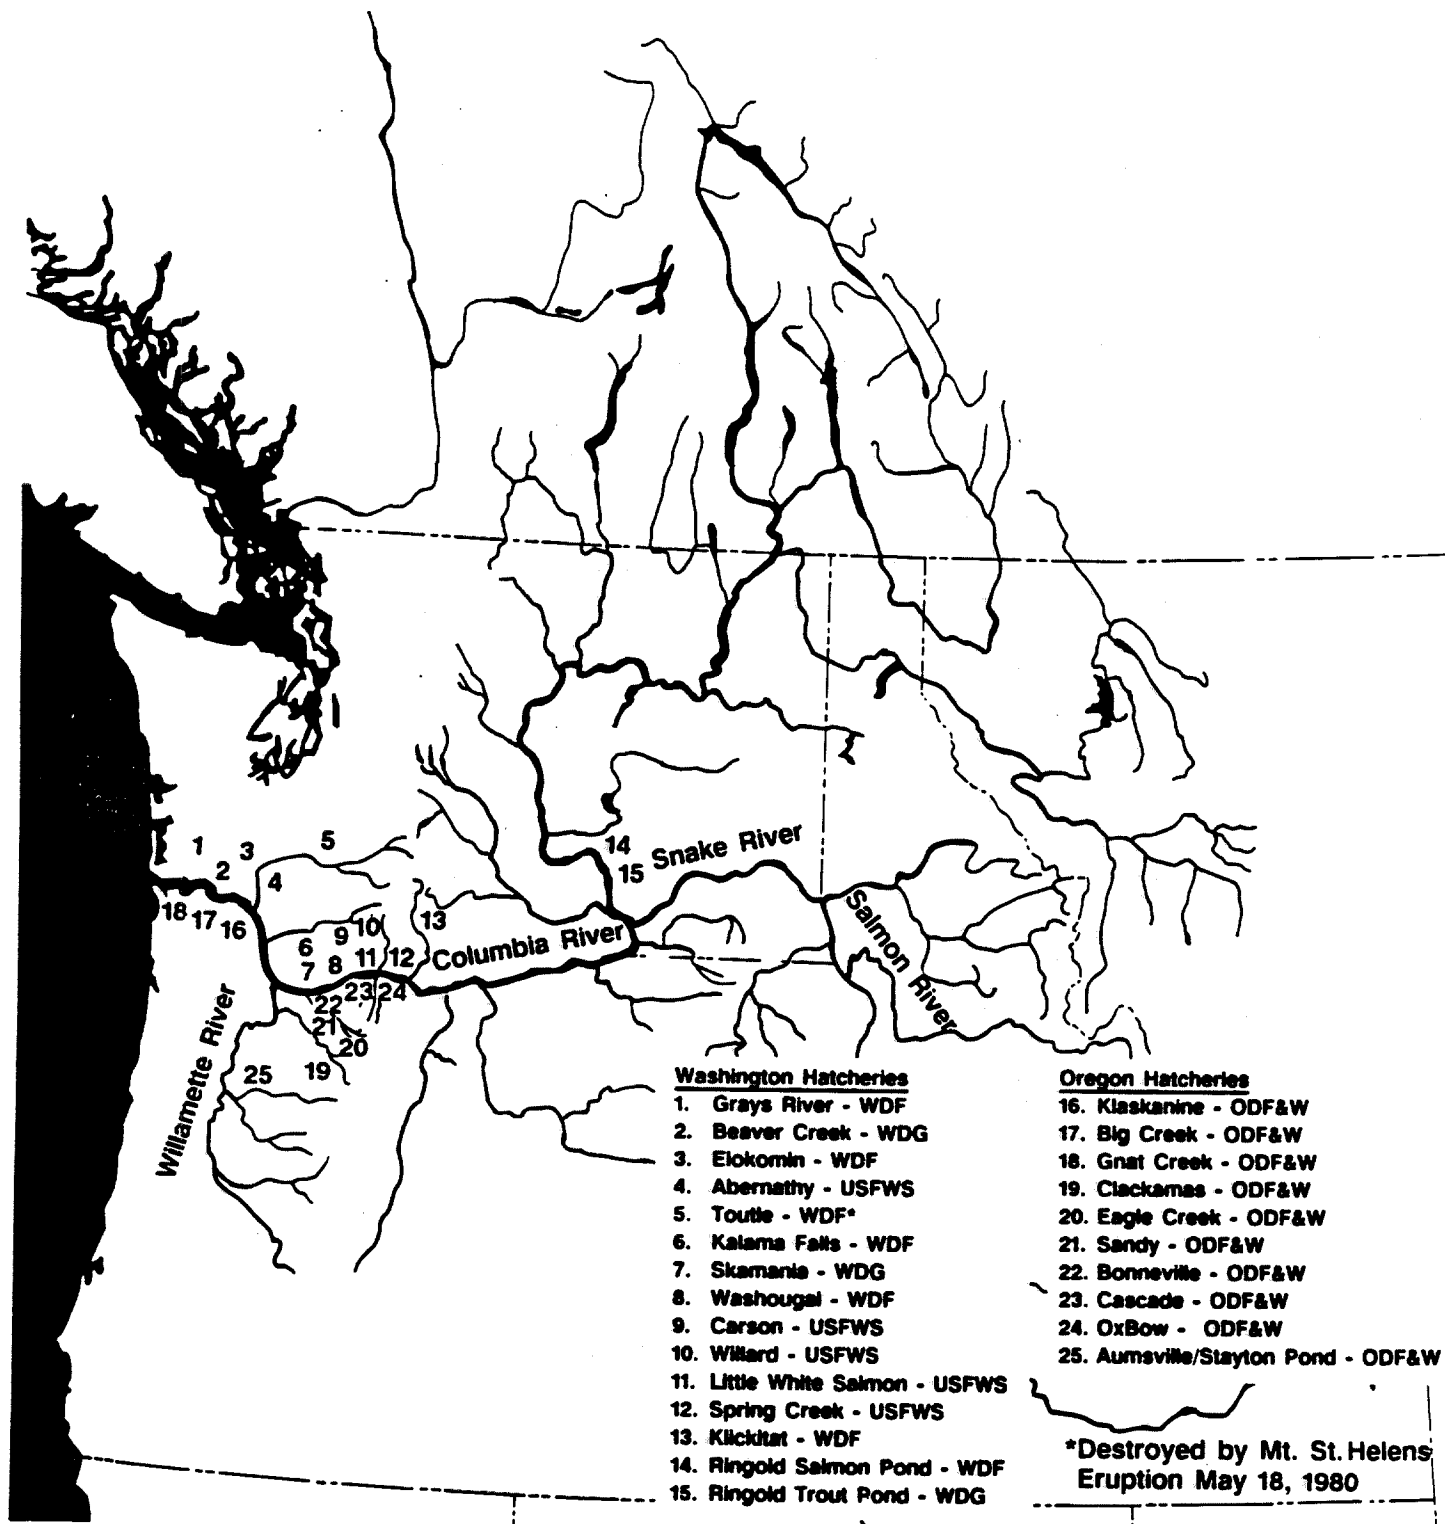 1
3
5
2
4
14
15
Snake River
18
17
16
13
10
9
6
8
11
12
7
Columbia River
Salmon River
22
23
24
21
20
19
25
Willamette River
Washington Hatcheries
1. Grays River - WDF
2. Beaver Creek - WDG
3. Elokomin - WDF
4. Abernathy - USFWS
5. Toutle - WDF*
6. Kalama Falls - WDF
7. Skamania - WDG
8. Washougal - WDF
9. Carson - USFWS
10. Willard - USFWS
11. Little White Salmon - USFWS
12. Spring Creek - USFWS
13. Klickitat - WDF
14. Ringold Salmon Pond - WDF
15. Ringold Trout Pond - WDG
Oregon Hatcheries
16. Klaskanine - ODF&W
17. Big Creek - ODF&W
18. Gnat Creek - ODF&W
19. Clackamas - ODF&W
20. Eagle Creek - ODF&W
21. Sandy - ODF&W
22. Bonneville - ODF&W
23. Cascade - ODF&W
24. OxBow - ODF&W
25. Aumsville/Stayton Pond - ODF&W
*Destroyed by Mt. St. Helens
Eruption May 18, 1980